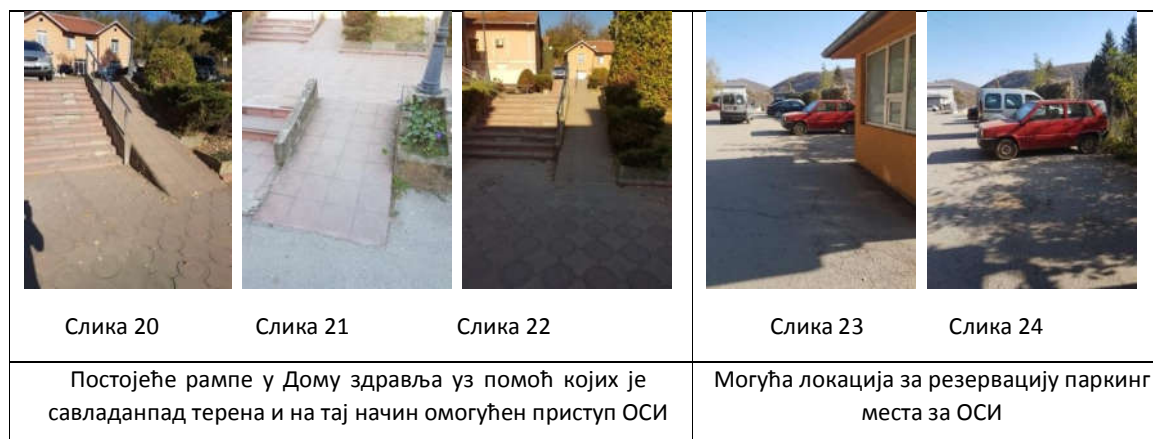 Слика 20 Слика 21 Слика 22
Слика 23 Слика 24
Постојеће рампе у Дому здравља уз помоћ којих је
савладанпад терена и на тај начин омогућен приступ ОСИ
Могућа локација за резервацију паркинг
места за ОСИ